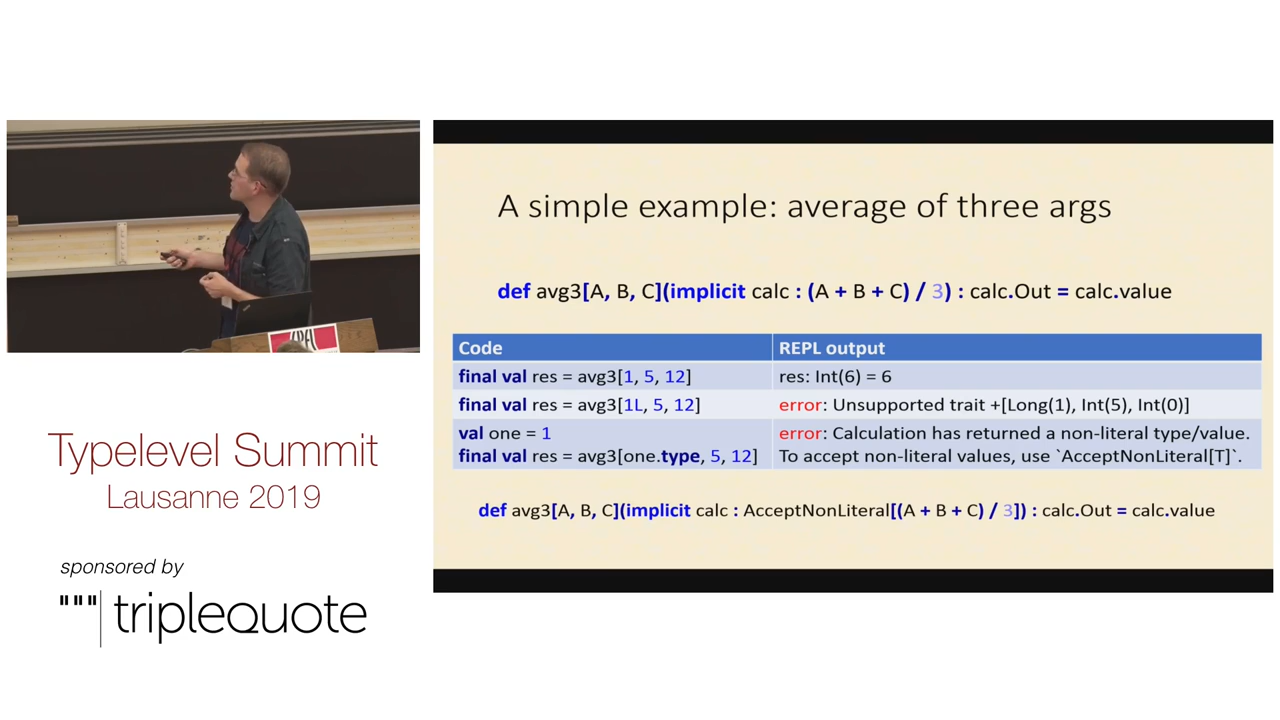 A simple example: average of three args
def avg3[A, B, C](implicit calc : (A + B + C) / 3) : calc.Out = calc.value
Code REPL output
final val res = avg3[1, 5, 12] res: Int(6) = 6
final val res = avg3[1L, 5, 12] error: Unsupported trait +[Long(1), Int(5), Int(0)]
val one = 1 error: Calculation has returned a non-literal type/value.
final val res = avg3[one.type, 5, 12] To accept non-literal values, use `AcceptNonLiteral[T]`.
def avg3[A, B, C](implicit calc : AcceptNonLiteral[(A + B + C) / 3]) : calc.Out = calc.value
Typelevel Summit
Lausanne 2019
sponsored by
"""|triplequote